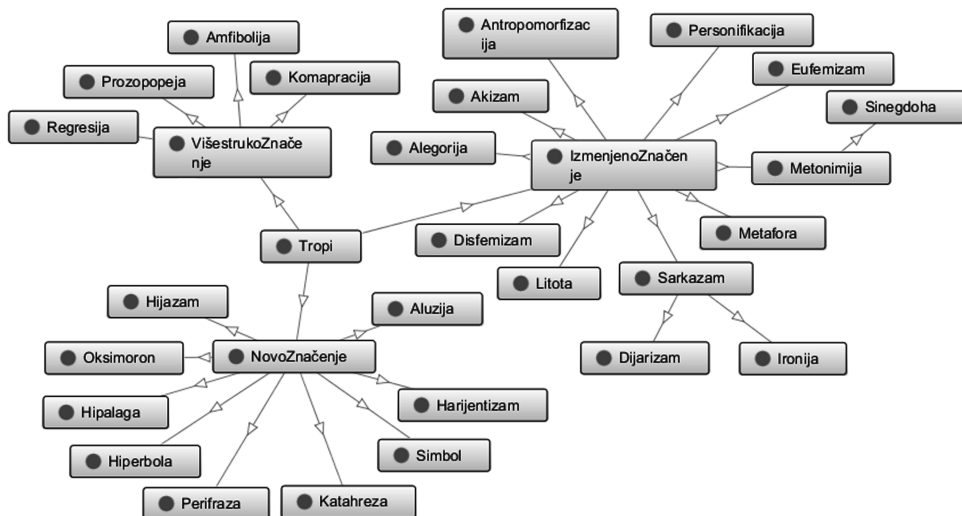 Antropomorfizac
ija
Personifikacija
Amfibolija
Prozopopeja
Komapracija
Eufemizam
Akizam
Sinegdoha
Regresija
VišestrukoZnače
nje
Alegorija
IzmenjenoZnačen
je
Metonimija
Tropi
Disfemizam
Metafora
Litota
Sarkazam
Hijazam
Aluzija
Oksimoron
NovoZnačenje
Dijarizam
Ironija
Hipalaga
Harijentizam
Hiperbola
Simbol
Perifraza
Katahreza